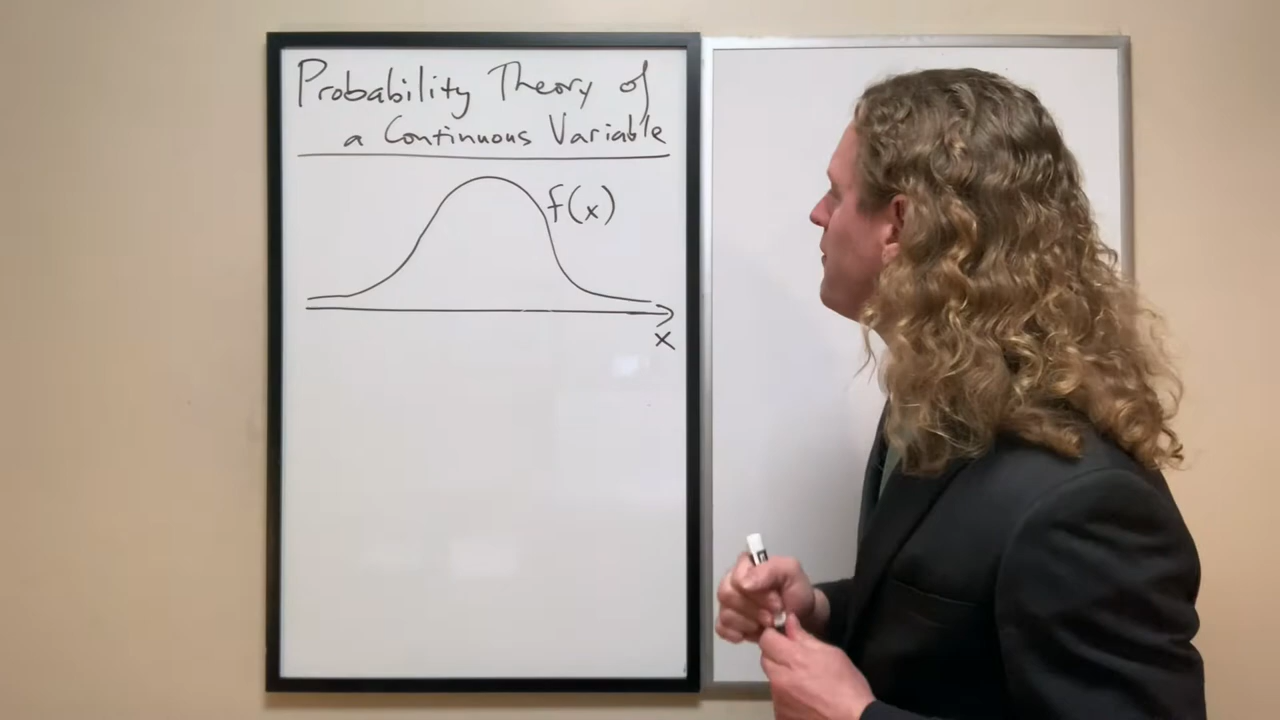 Probability Theory of
a Continuous Variable
f(x)
x